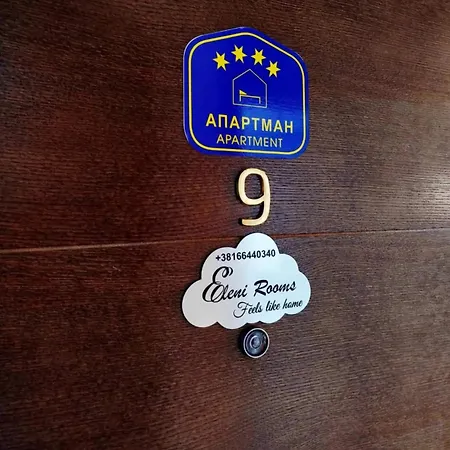 АПАРТМАН
APARTMENT
9
+38166440340
Eleni Rooms
Feels like home